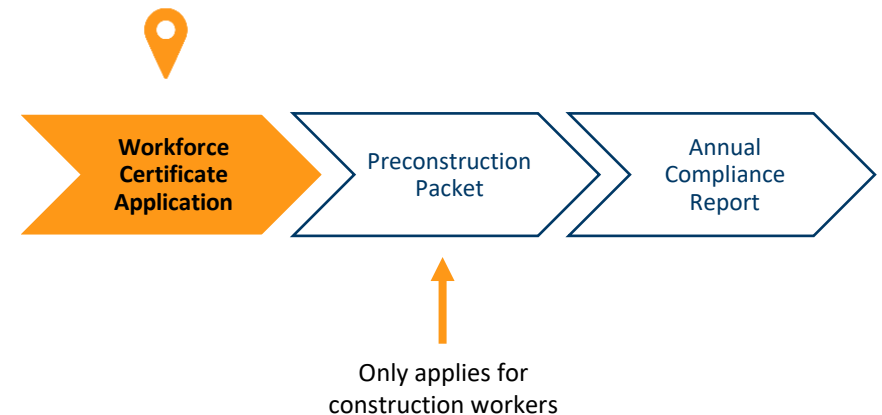 Workforce
Certificate
Application
Preconstruction
Packet
Annual
Compliance
Report
Only applies for
construction workers